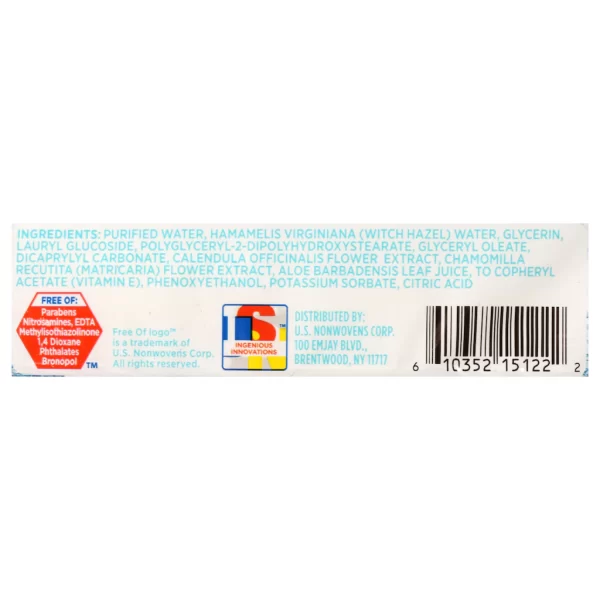 INGREDIENTS: PURIFIED WATER, HAMAMELIS VIRGINIANA (WITCH HAZEL) WATER, GLYCERIN,
LAURYL GLUCOSIDE, POLYGLYCERYL-2-DIPOLYHYDROXYSTEARATE, GLYCERYL OLEATE,
DICAPRYLYL CARBONATE, CALENDULA OFFICINALIS FLOWER EXTRACT, CHAMOMILLA
RECUTITA (MATRICARIA) FLOWER EXTRACT, ALOE BARBADENSIS LEAF JUICE, TO COPHERYL
ACETATE (VITAMIN E), PHENOXYETHANOL, POTASSIUM SORBATE, CITRIC ACID
FREE OF:
Parabens
Nitrosamines, EDTA
Methylisothiazolinone
1,4 Dioxane
Phthalates
Bronopol
TM
Free Of logo™
is a trademark of
U.S. Nonwovens Corp.
All rights reserved.
US™
INGENIOUS
INNOVATIONS
DISTRIBUTED BY:
U.S. NONWOVENS CORP.
100 EMJAY BLVD.,
BRENTWOOD, NY 11717
6 10352 15122 2